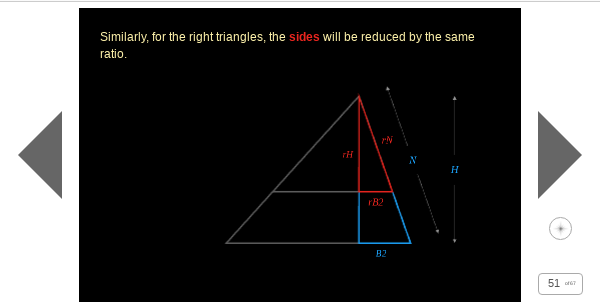 Similarly, for the right triangles, the sides will be reduced by the same
ratio.
rN
rH
N
H
rB2
B2
51 of 67